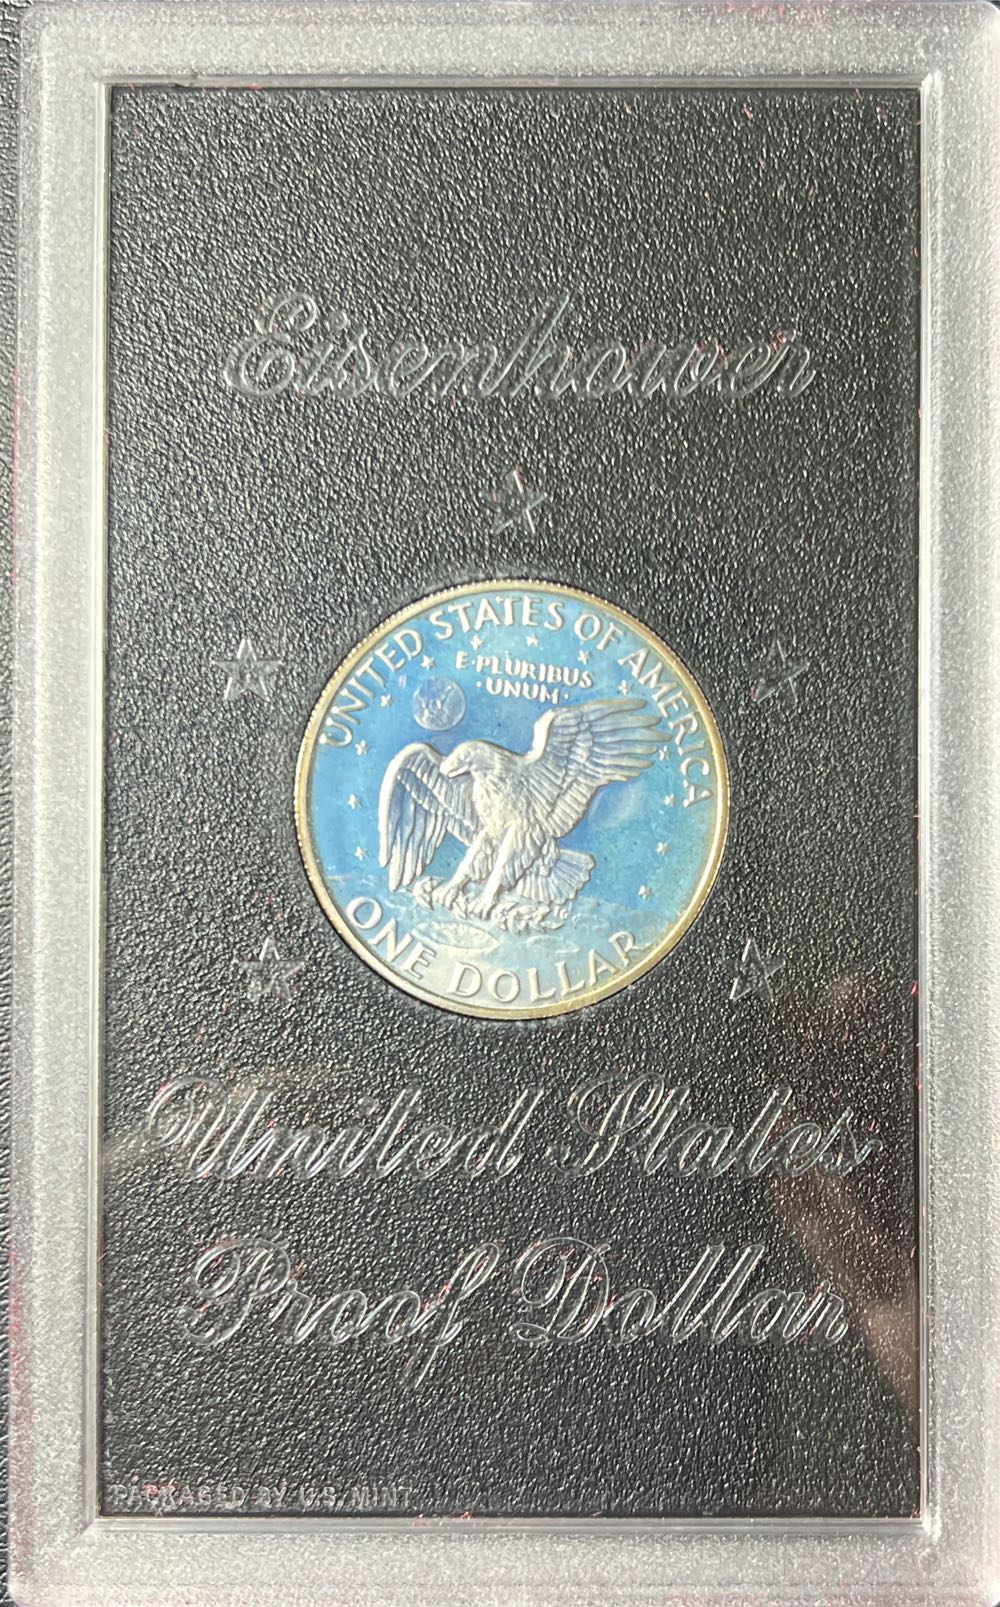 Eisenhower
UNITED STATES OF AMERICA
E·PLURIBUS
·UNUM·
ONE DOLLAR
United States
Proof Dollar
PACKAGED BY U.S. MINT